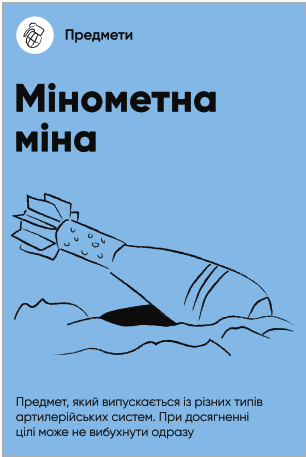 Предмети
Мінометна
міна
Предмет, який випускається із різних типів
артилерійських систем. При досягненні
цілі може не вибухнути одразу